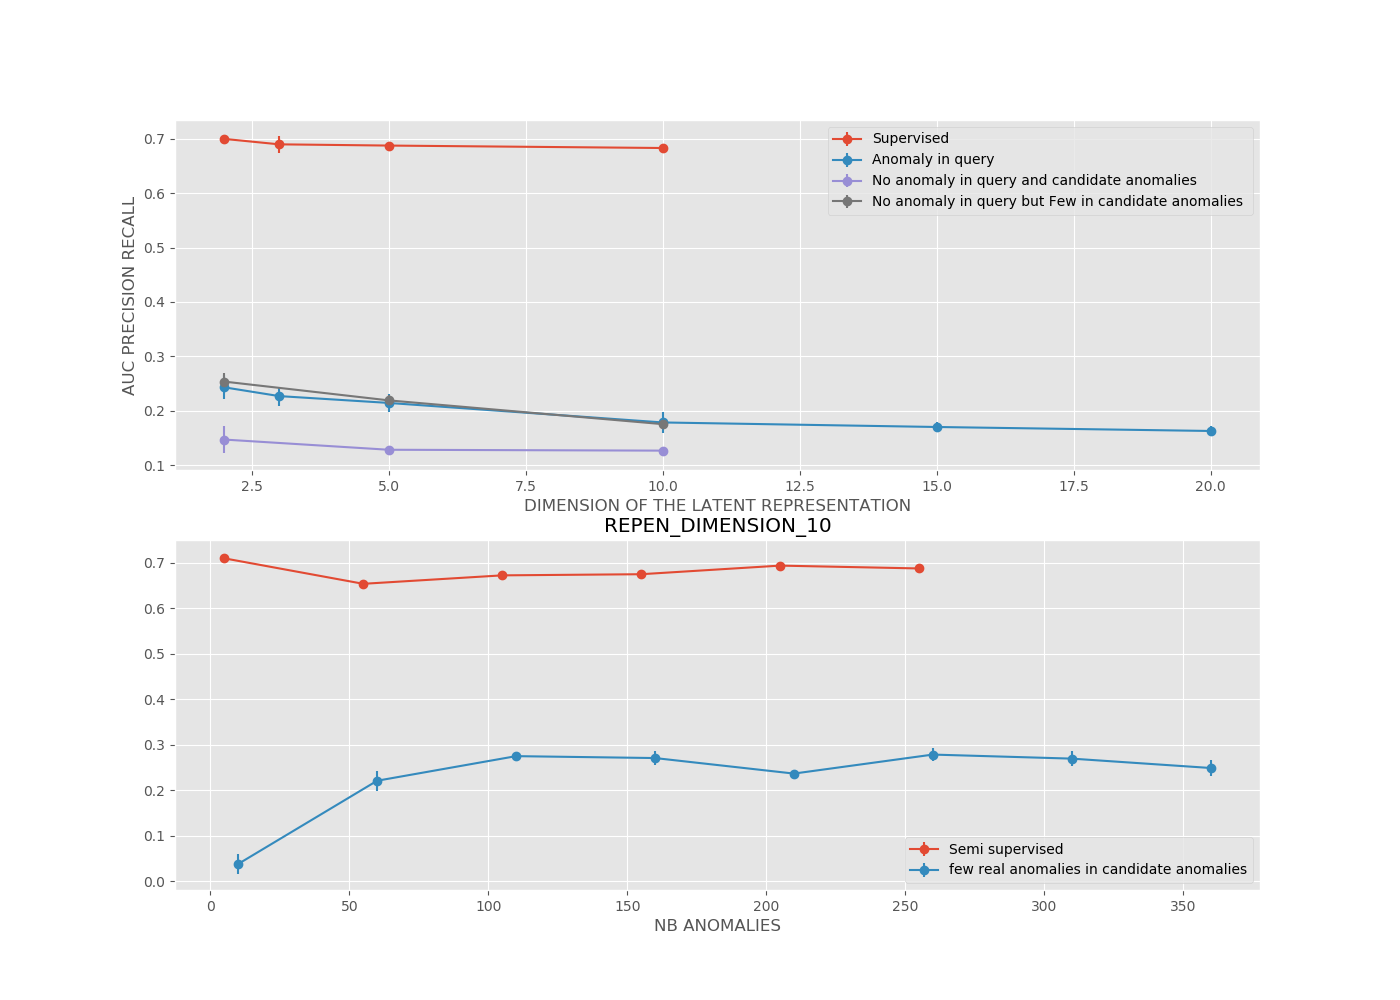 0.7
0.6
0.5
0.4
0.3
0.2
0.1
AUC PRECISION RECALL
Supervised
Anomaly in query
No anomaly in query and candidate anomalies
No anomaly in query but Few in candidate anomalies
2.5 5.0 7.5 10.0 12.5 15.0 17.5 20.0
DIMENSION OF THE LATENT REPRESENTATION
REPEN_DIMENSION_10
0.7
0.6
0.5
0.4
0.3
0.2
0.1
0.0
Semi supervised
few real anomalies in candidate anomalies
0 50 100 150 200 250 300 350
NB ANOMALIES